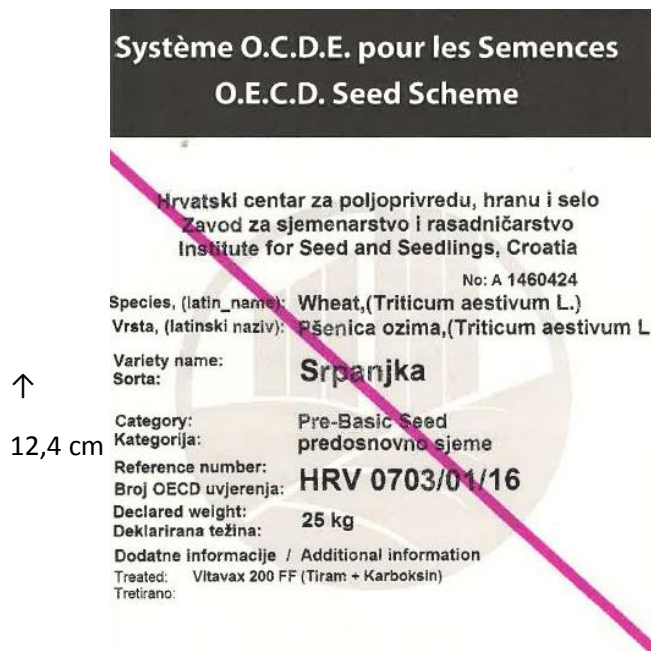 Système O.C.D.E. pour les Semences
O.E.C.D. Seed Scheme
Hrvatski centar za poljoprivredu, hranu i selo
Zavod za sjemenarstvo i rasadničarstvo
Institute for Seed and Seedlings, Croatia
No: A 1460424
Species, (latin_name): Wheat,(Triticum aestivum L.)
Vrsta, (latinski naziv): Pšenica ozima,(Triticum aestivum L
Variety name:
Sorta: Srpanjka
Category: Pre-Basic Seed
Kategorija: predosnovno sjeme
Reference number:
Broj OECD uvjerenja: HRV 0703/01/16
Declared weight:
Deklarirana težina: 25 kg
Dodatne informacije / Additional information
Treated: Vitavax 200 FF (Tiram + Karboksin)
Tretirano:
↑
12,4 cm